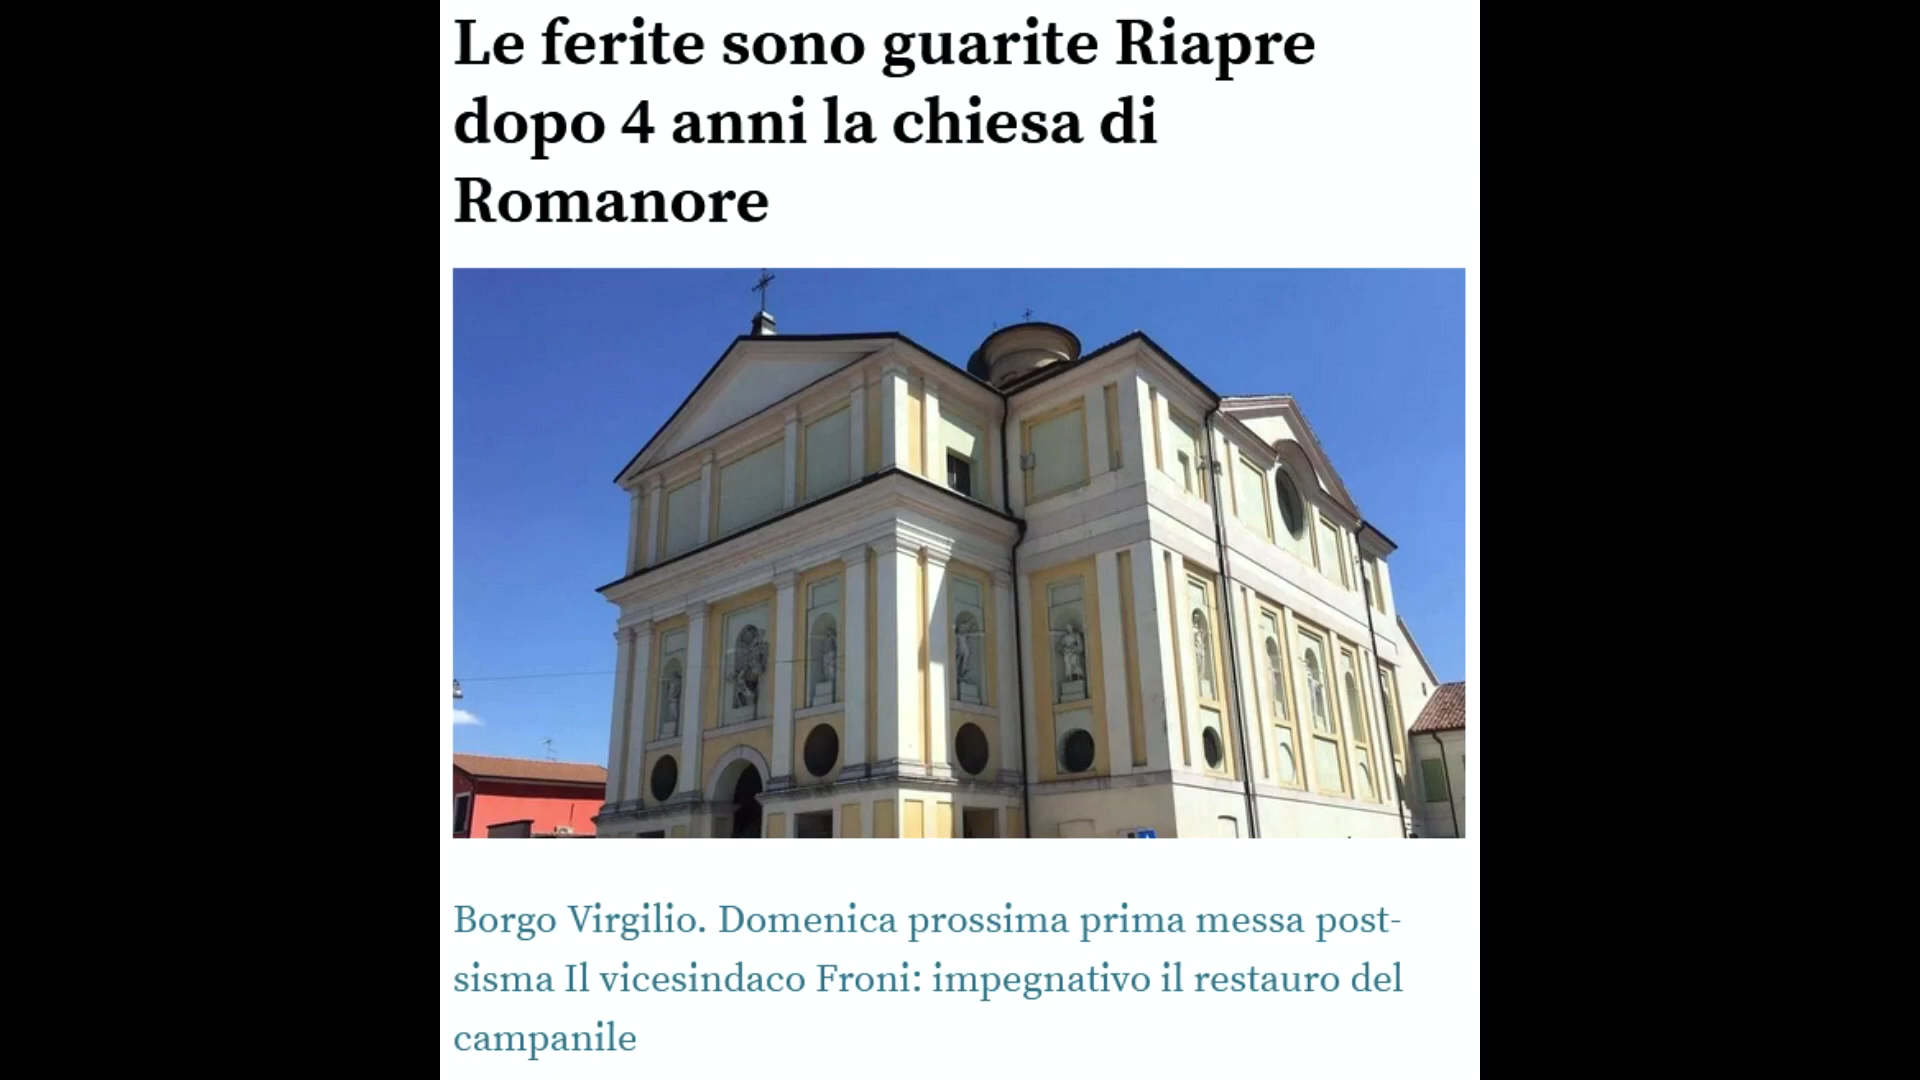 Le ferite sono guarite Riapre
dopo 4 anni la chiesa di
Romanore
Borgo Virgilio. Domenica prossima prima messa post-
sisma Il vicesindaco Froni: impegnativo il restauro del
campanile